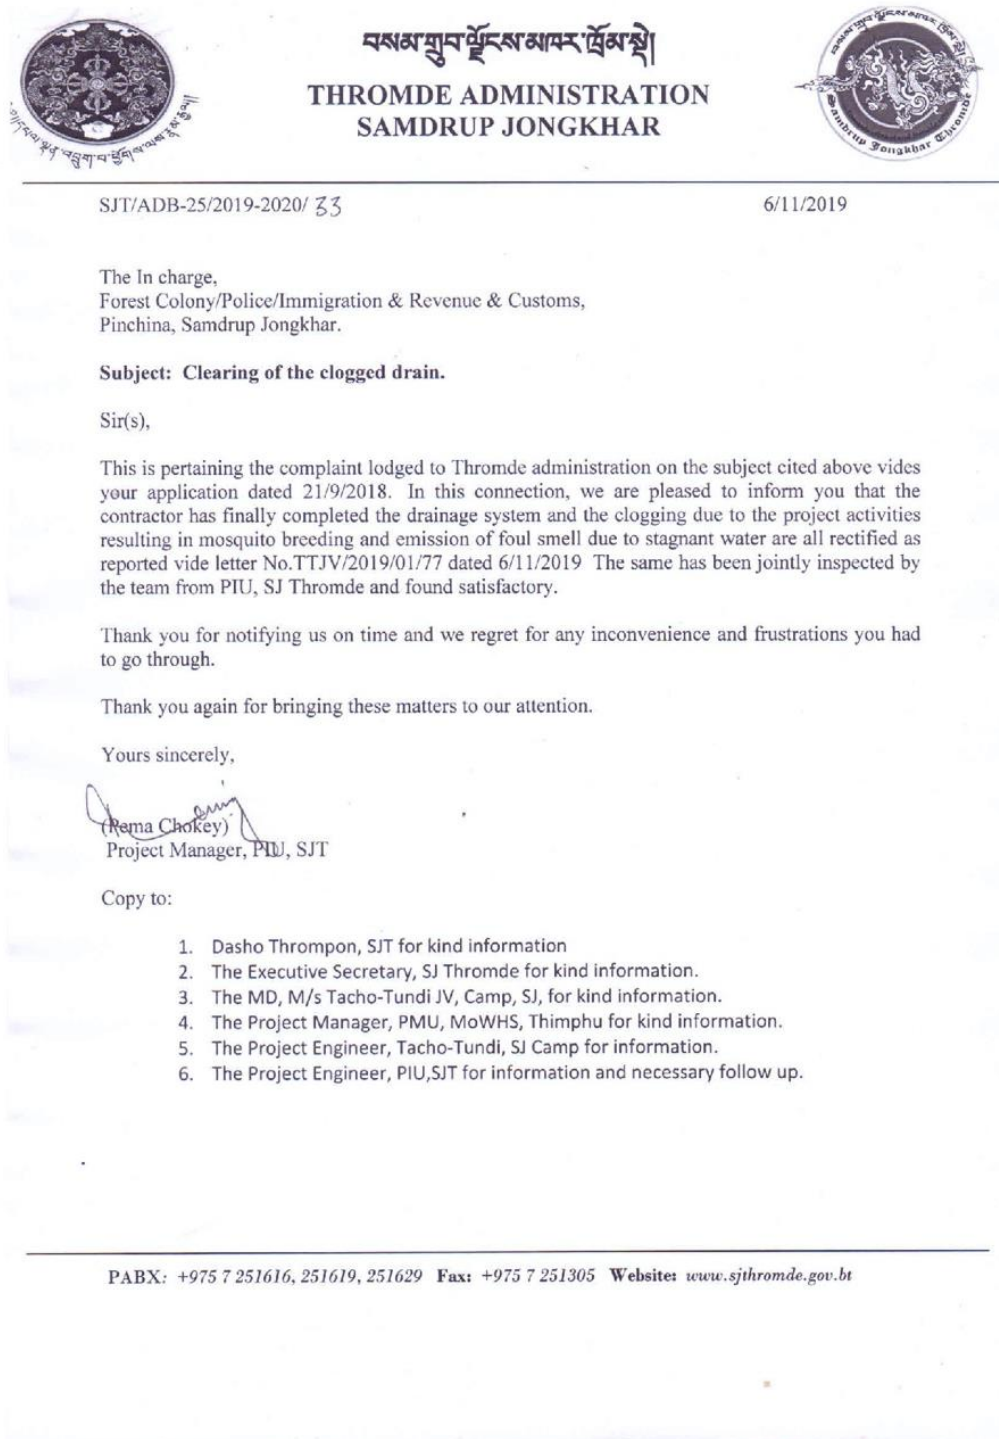 བསམ་གྲུབ་ལྗོངས་མཁར་ཁྲོམ་སྡེ།
THROMDE ADMINISTRATION
SAMDRUP JONGKHAR
Samdrup Jongkhar Thromde
SJT/ADB-25/2019-2020/ 33
6/11/2019
The In charge,
Forest Colony/Police/Immigration & Revenue & Customs,
Pinchina, Samdrup Jongkhar.
Subject: Clearing of the clogged drain.
Sir(s),
This is pertaining the complaint lodged to Thromde administration on the subject cited above vides
your application dated 21/9/2018. In this connection, we are pleased to inform you that the
contractor has finally completed the drainage system and the clogging due to the project activities
resulting in mosquito breeding and emission of foul smell due to stagnant water are all rectified as
reported vide letter No.TTJV/2019/01/77 dated 6/11/2019 The same has been jointly inspected by
the team from PIU, SJ Thromde and found satisfactory.
Thank you for notifying us on time and we regret for any inconvenience and frustrations you had
to go through.
Thank you again for bringing these matters to our attention.
Yours sincerely,
(Rema Chokey)
Project Manager, PIU, SJT
Copy to:
1. Dasho Thrompon, SJT for kind information
2. The Executive Secretary, SJ Thromde for kind information.
3. The MD, M/s Tacho-Tundi JV, Camp, SJ, for kind information.
4. The Project Manager, PMU, MoWHS, Thimphu for kind information.
5. The Project Engineer, Tacho-Tundi, SJ Camp for information.
6. The Project Engineer, PIU,SJT for information and necessary follow up.
PABX: +975 7 251616, 251619, 251629 Fax: +975 7 251305 Website: www.sjthromde.gov.bt